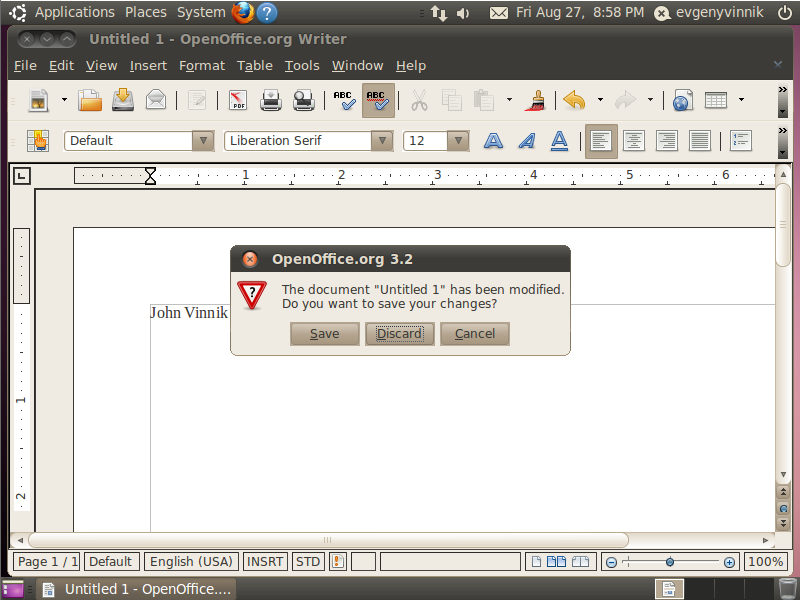 Applications Places System ? Fri Aug 27, 8:58 PM evgenyvinnik
Untitled 1 - OpenOffice.org Writer
File Edit View Insert Format Table Tools Window Help
PDF ABC ABC
Default Liberation Serif 12 A A A
1 2 3 4 5 6
OpenOffice.org 3.2
The document "Untitled 1" has been modified.
Do you want to save your changes?
John Vinnik
Save Discard Cancel
1
2
Page 1 / 1 Default English (USA) INSRT STD 100%
Untitled 1 - OpenOffice....